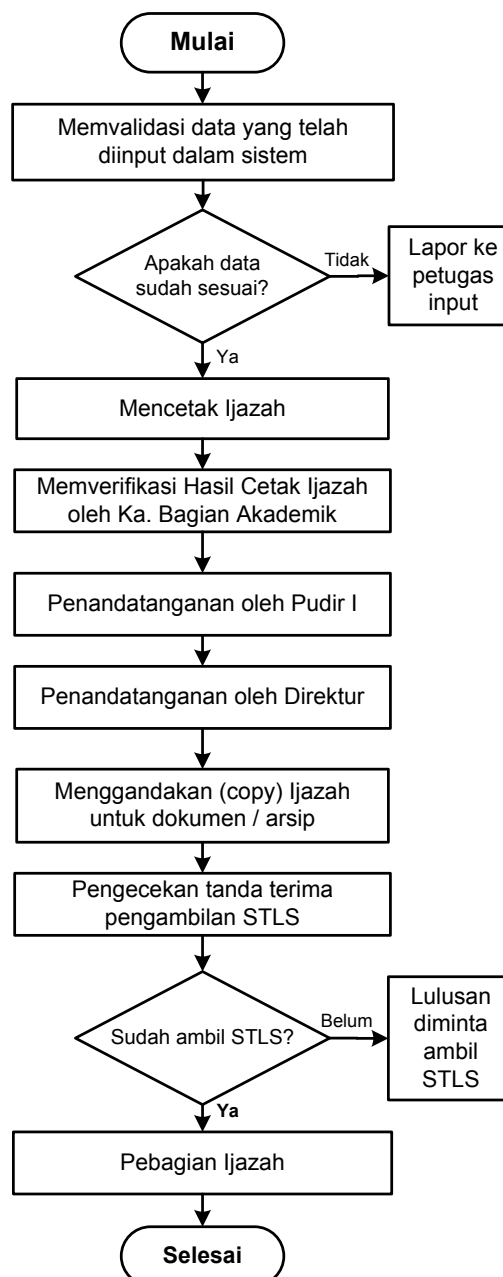 Mulai
Memvalidasi data yang telah
diinput dalam sistem
Apakah data
sudah sesuai?
Tidak
Lapor ke
petugas
input
Ya
Mencetak Ijazah
Memverifikasi Hasil Cetak Ijazah
oleh Ka. Bagian Akademik
Penandatanganan oleh Pudir I
Penandatanganan oleh Direktur
Menggandakan (copy) Ijazah
untuk dokumen / arsip
Pengecekan tanda terima
pengambilan STLS
Sudah ambil STLS?
Belum
Lulusan
diminta
ambil
STLS
Ya
Pebagian Ijazah
Selesai